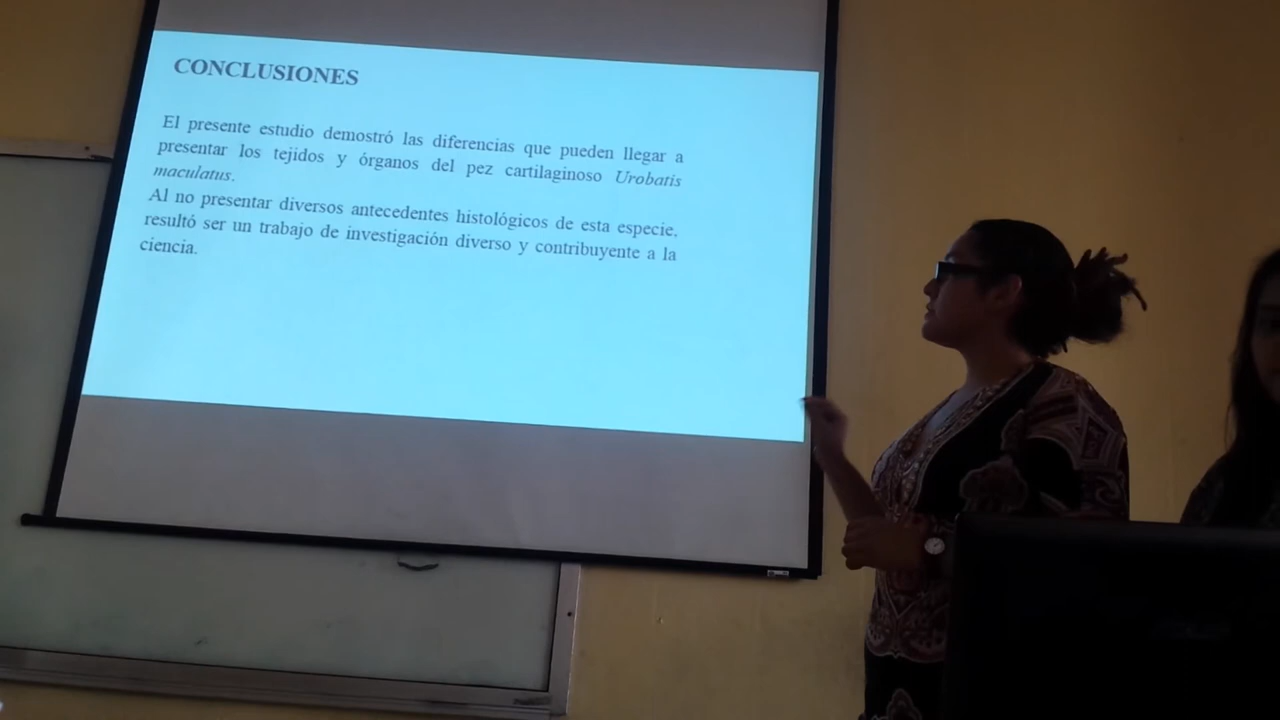 CONCLUSIONES
El presente estudio demostró las diferencias que pueden llegar a
presentar los tejidos y órganos del pez cartilaginoso Urobatis
maculatus.
Al no presentar diversos antecedentes histológicos de esta especie,
resultó ser un trabajo de investigación diverso y contribuyente a la
ciencia.